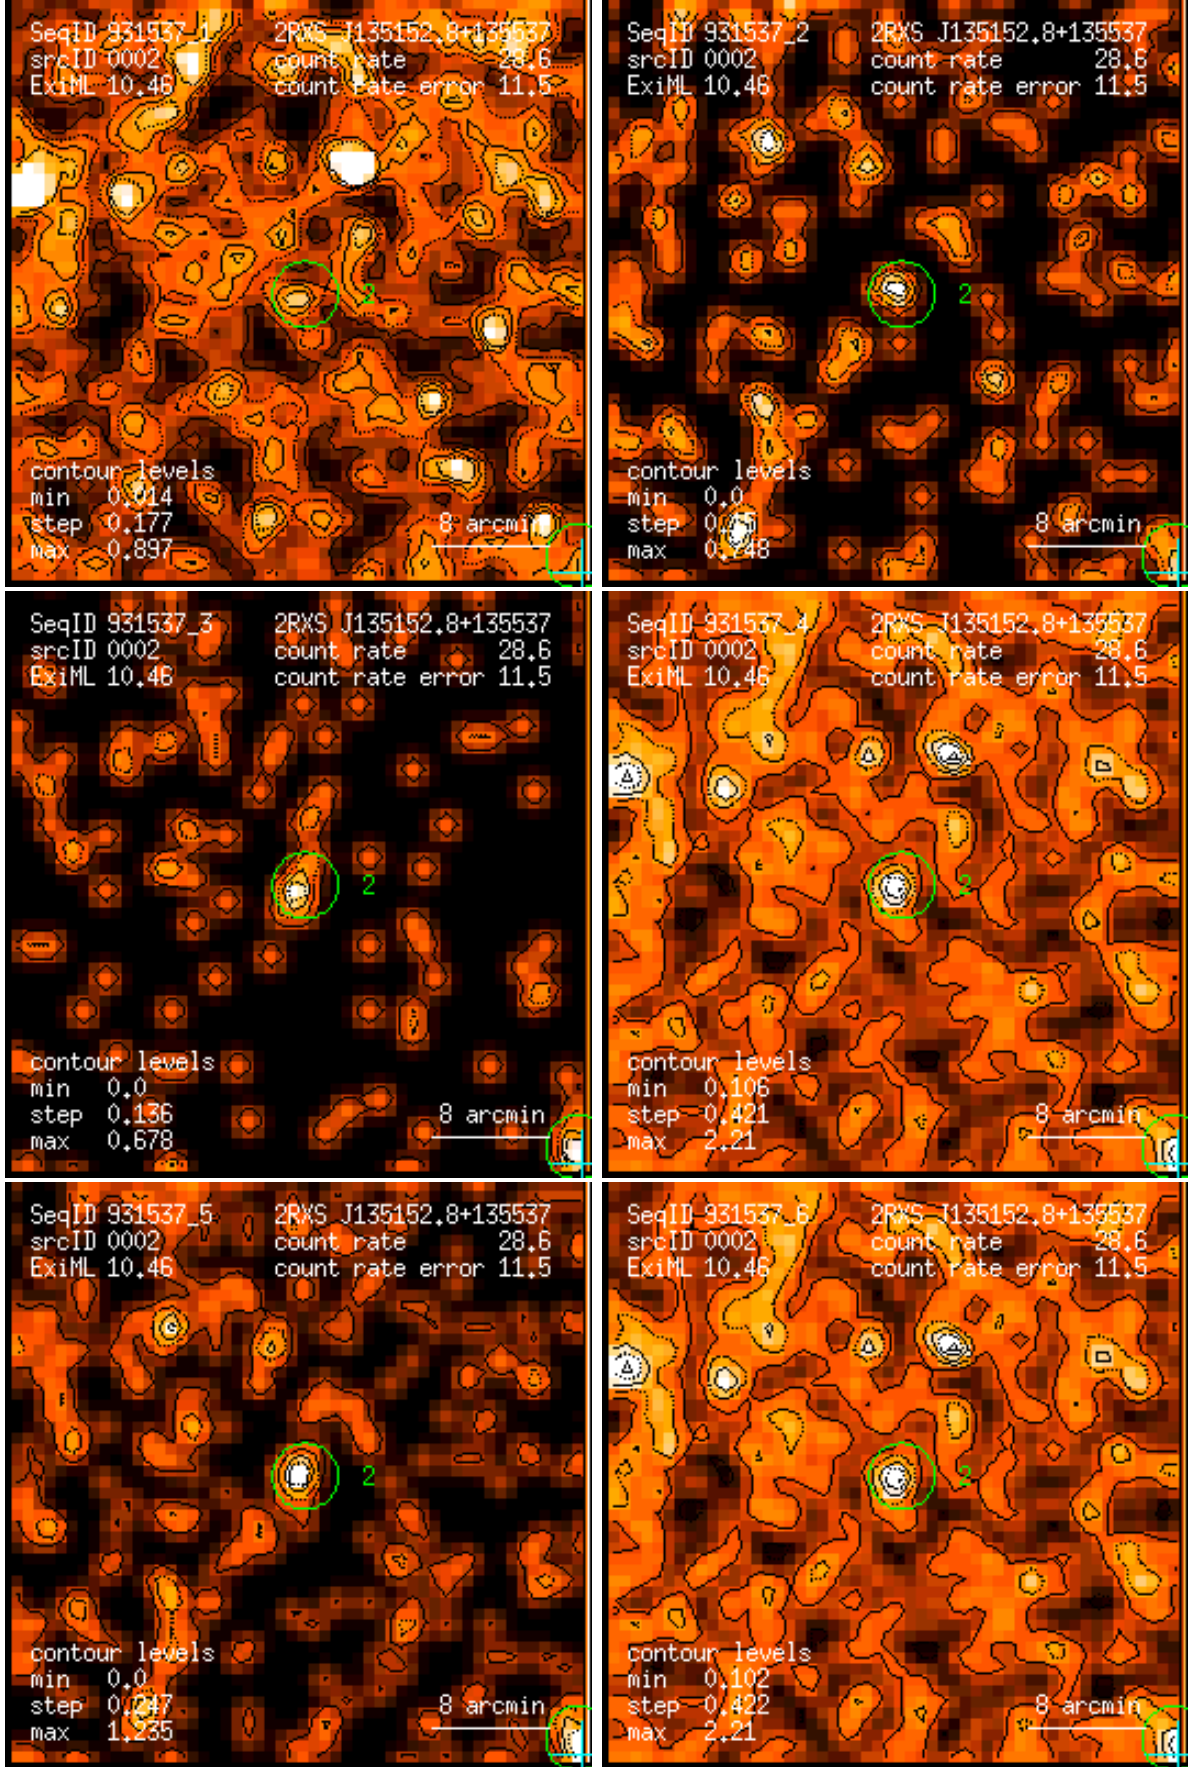 SeqID 931537_1 2RXS J135152.8+135537
srcID 0002 count rate 28.6
ExiML 10.46 count rate error 11.5
2
contour levels
min 0.014
step 0.177
max 0.897
8 arcmin
SeqID 931537_2 2RXS J135152.8+135537
srcID 0002 count rate 28.6
ExiML 10.46 count rate error 11.5
2
contour levels
min 0.0
step
max 0.748
8 arcmin
SeqID 931537_3 2RXS J135152.8+135537
srcID 0002 count rate 28.6
ExiML 10.46 count rate error 11.5
2
contour levels
min 0.0
step 0.136
max 0.678
8 arcmin
SeqID 931537_4 2RXS J135152.8+135537
srcID 0002 count rate 28.6
ExiML 10.46 count rate error 11.5
2
contour levels
min 0.106
step 0.421
max 2.21
8 arcmin
SeqID 931537_5 2RXS J135152.8+135537
srcID 0002 count rate 28.6
ExiML 10.46 count rate error 11.5
2
contour levels
min 0.0
step 0.247
max 1.235
8 arcmin
SeqID 931537_6 2RXS J135152.8+135537
srcID 0002 count rate 28.6
ExiML 10.46 count rate error 11.5
2
contour levels
min 0.102
step 0.422
max 2.21
8 arcmin